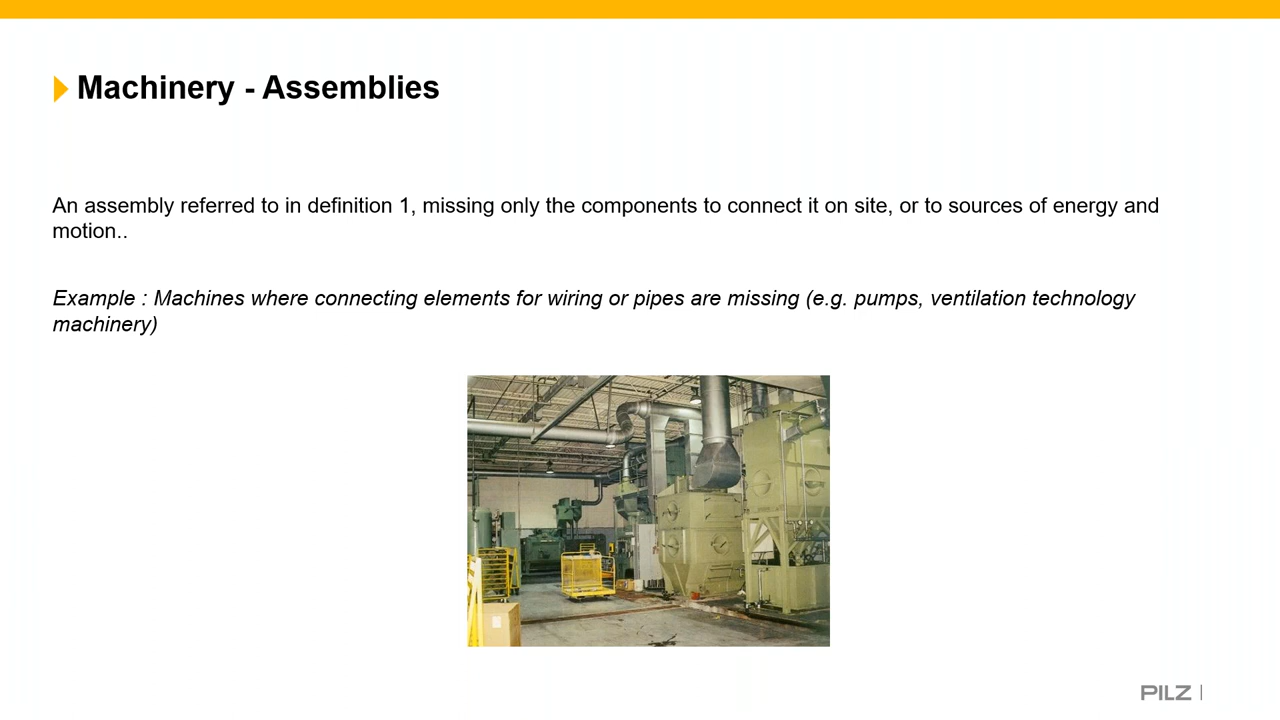 Machinery - Assemblies
An assembly referred to in definition 1, missing only the components to connect it on site, or to sources of energy and
motion..
Example : Machines where connecting elements for wiring or pipes are missing (e.g. pumps, ventilation technology
machinery)
PILZ